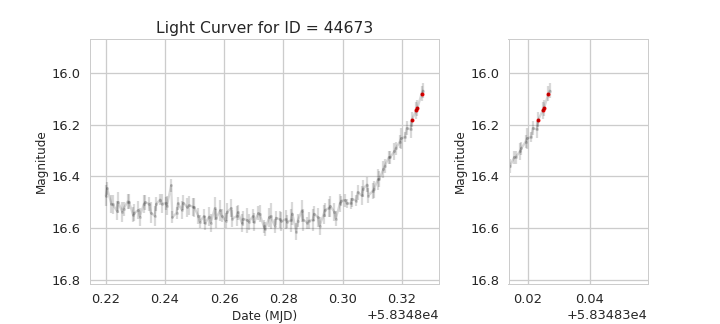 Light Curver for ID = 44673
16.0
16.2
16.4
16.6
16.8
Magnitude
0.22 0.24 0.26 0.28 0.30 0.32
Date (MJD)
+5.8348e4
16.0
16.2
16.4
16.6
16.8
Magnitude
0.02 0.04
+5.83483e4